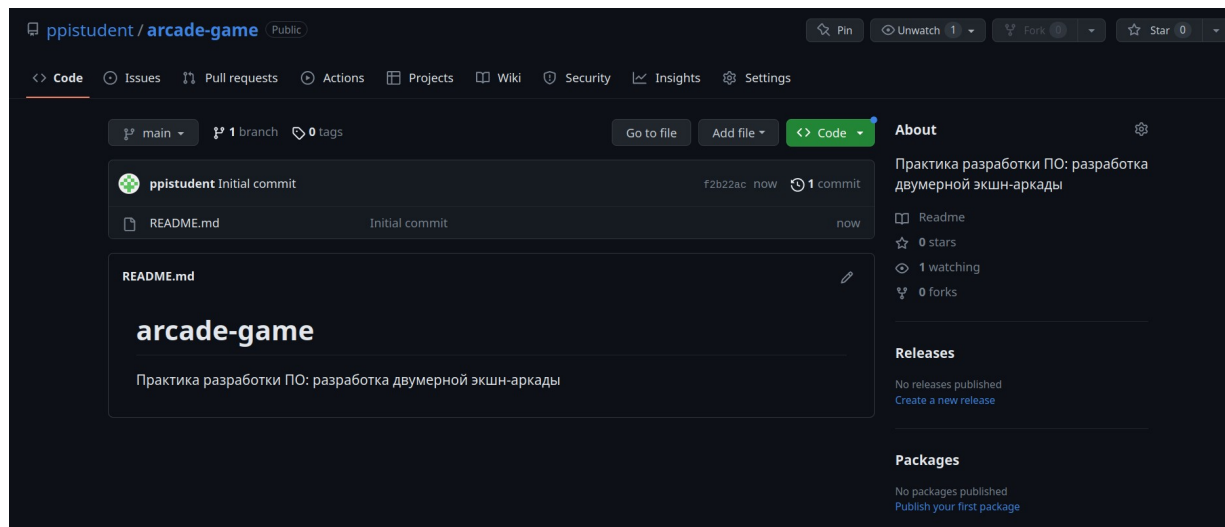 ppistudent / arcade-game Public
Pin Unwatch 1 Fork 0 Star 0
<> Code Issues Pull requests Actions Projects Wiki Security Insights Settings
main 1 branch 0 tags Go to file Add file <> Code
ppistudent Initial commit f2b22ac now 1 commit
README.md Initial commit now
README.md
arcade-game
Практика разработки ПО: разработка двумерной экшн-аркады
About
Практика разработки ПО: разработка
двумерной экшн-аркады
Readme
0 stars
1 watching
0 forks
Releases
No releases published
Create a new release
Packages
No packages published
Publish your first package